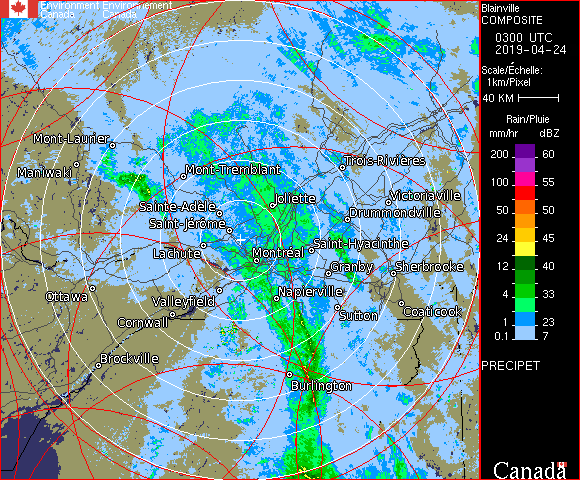 Environment Environnement
Canada Canada
Blainville
COMPOSITE
0300 UTC
2019-04-24
Scale/Échelle:
1km/Pixel
40 KM
Rain/Pluie
mm/hr dBZ
200 60
100 55
50 50
24 45
12 40
4 33
1 23
0.1 7
PRECIPET
Canada
Mont-Laurier
Maniwaki
Mont-Tremblant
Trois-Rivières
Joliette
Victoriaville
Sainte-Adele
Drummondville
Saint-Jérôme
Saint-Hyacinthe
Lachute
Montréal
Granby
Sherbrooke
Ottawa
Valleyfield
Napierville
Coaticook
Cornwall
Sutton
Brockville
Burlington